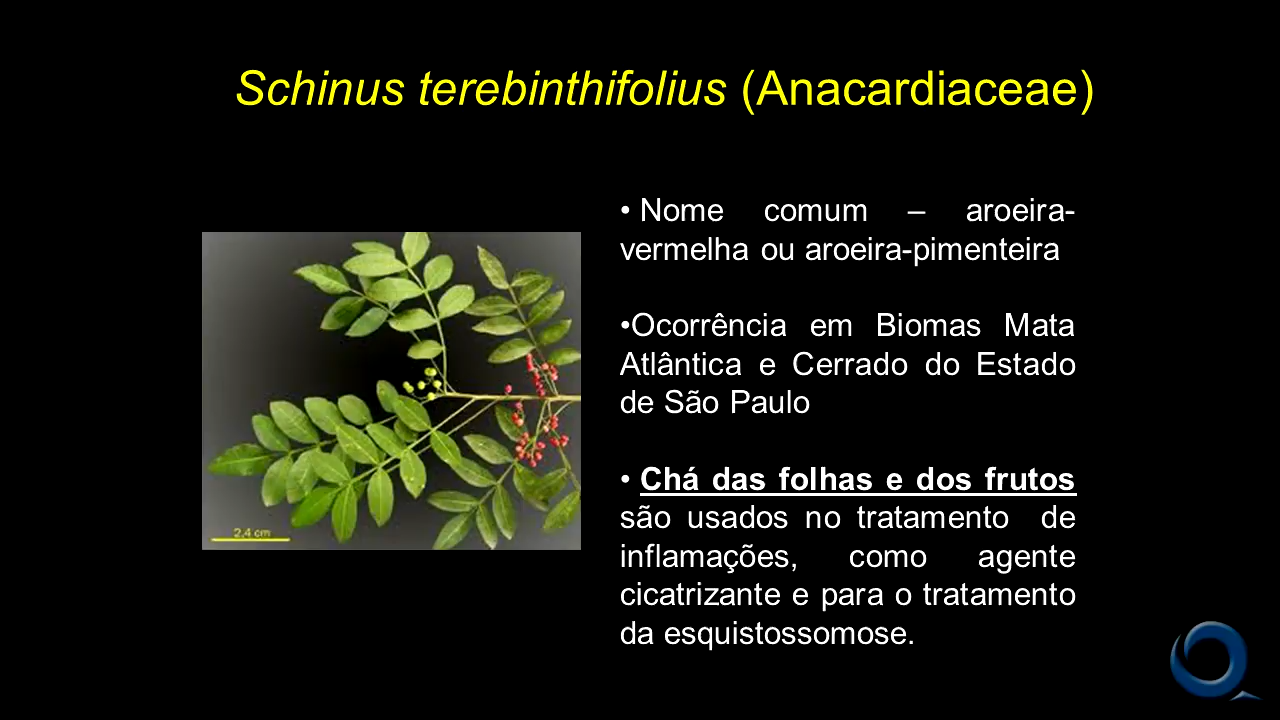 Schinus terebinthifolius (Anacardiaceae)
• Nome comum – aroeira-
vermelha ou aroeira-pimenteira
•Ocorrência em Biomas Mata
Atlântica e Cerrado do Estado
de São Paulo
• Chá das folhas e dos frutos
são usados no tratamento de
inflamações, como agente
cicatrizante e para o tratamento
da esquistossomose.
2,4 cm